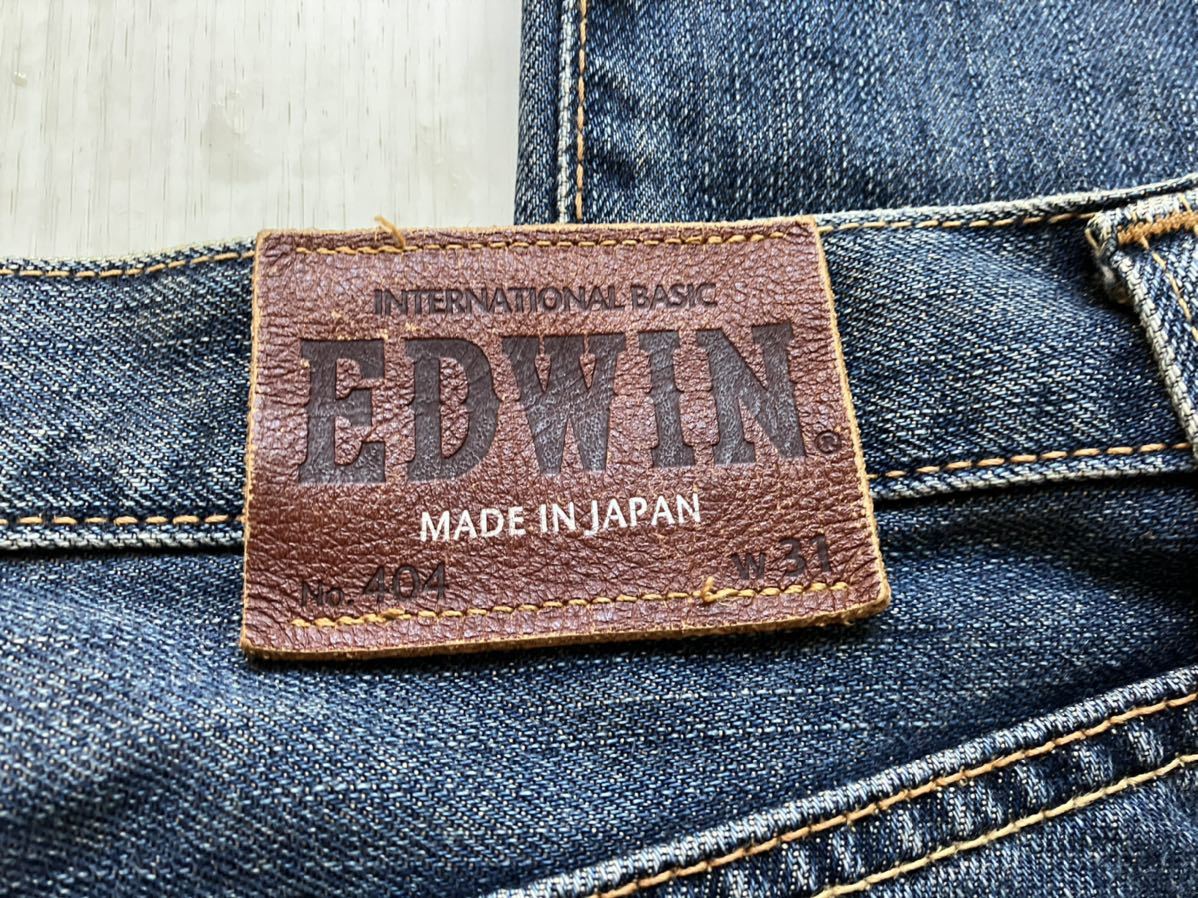 INTERNATIONAL BASIC
EDWIN®
MADE IN JAPAN
No. 404 W 31